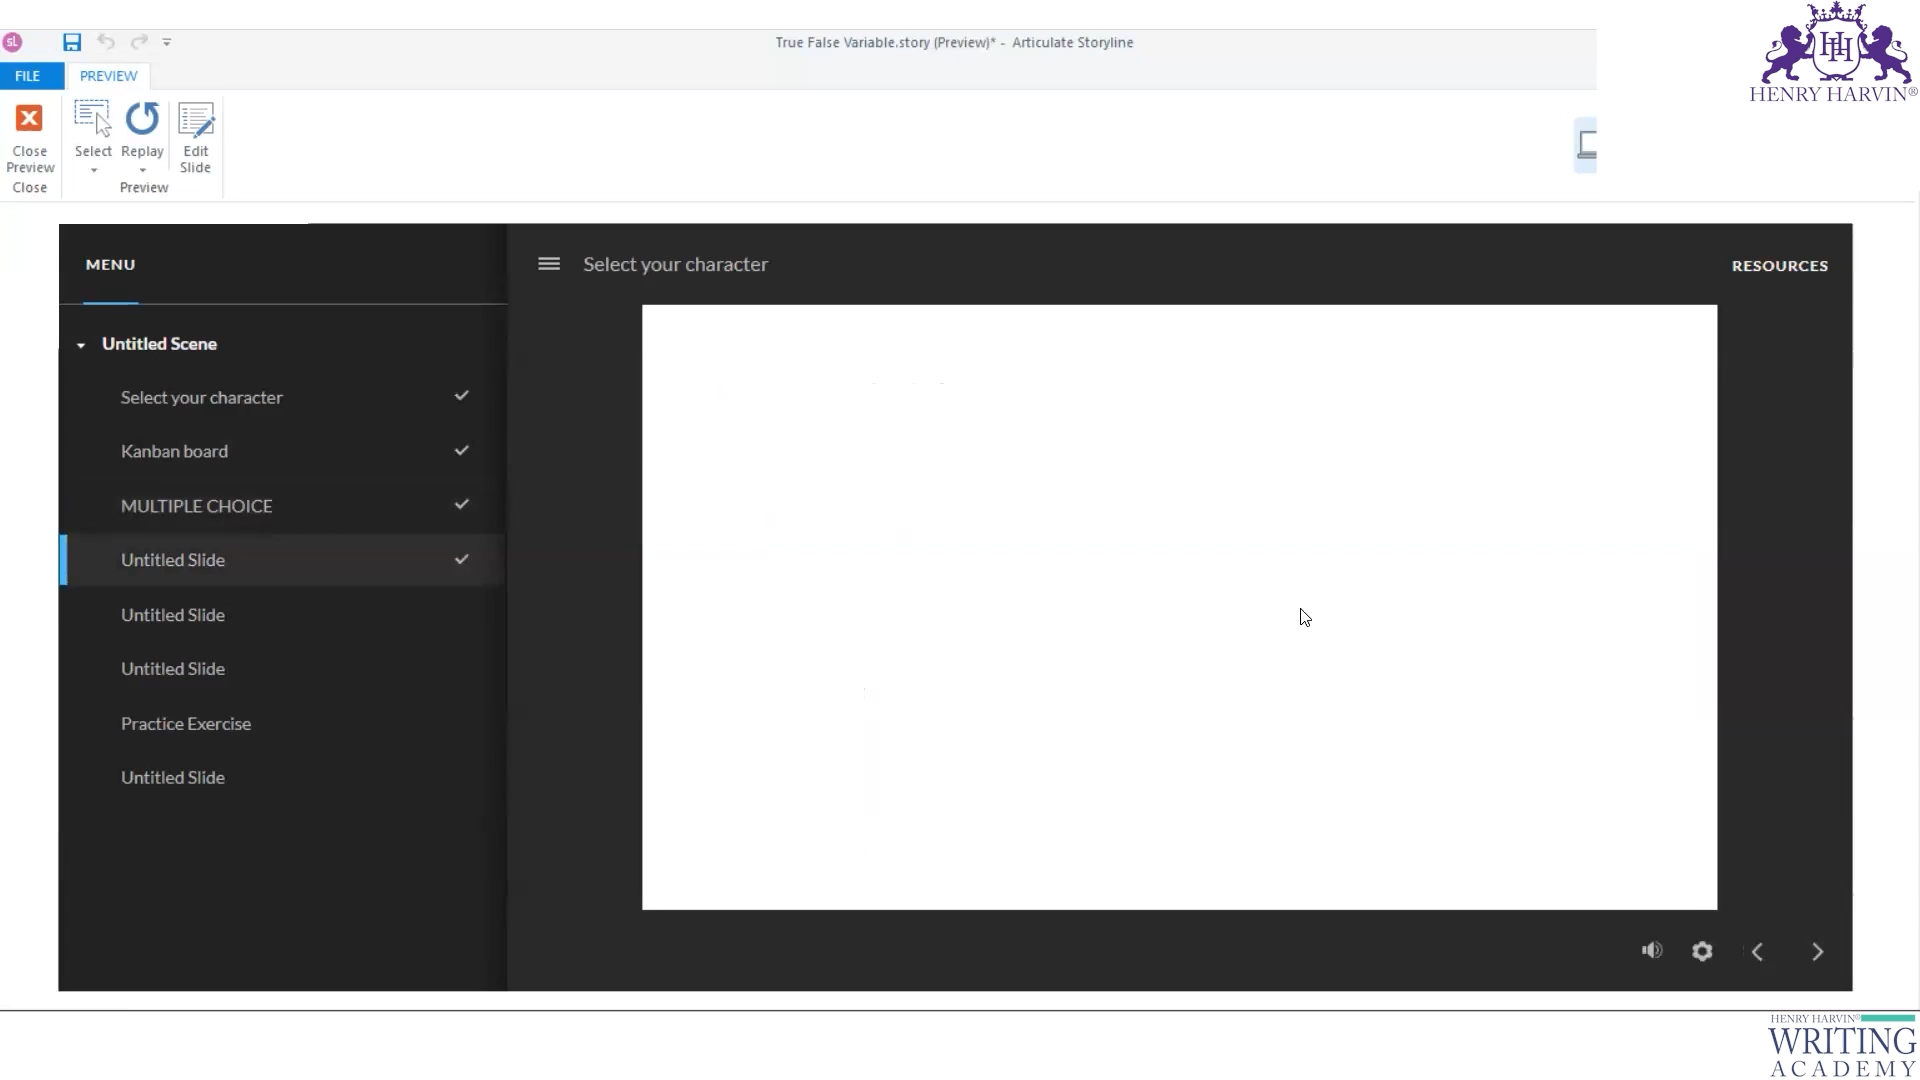 SL
True False Variable.story (Preview)* - Articulate Storyline
FILE
PREVIEW
Close Preview
Select
Replay
Edit Slide
Close
Preview
HH
HENRY HARVIN®
MENU
Select your character
RESOURCES
Untitled Scene
Select your character
Kanban board
MULTIPLE CHOICE
Untitled Slide
Untitled Slide
Untitled Slide
Practice Exercise
Untitled Slide
HENRY HARVIN®
WRITING
ACADEMY